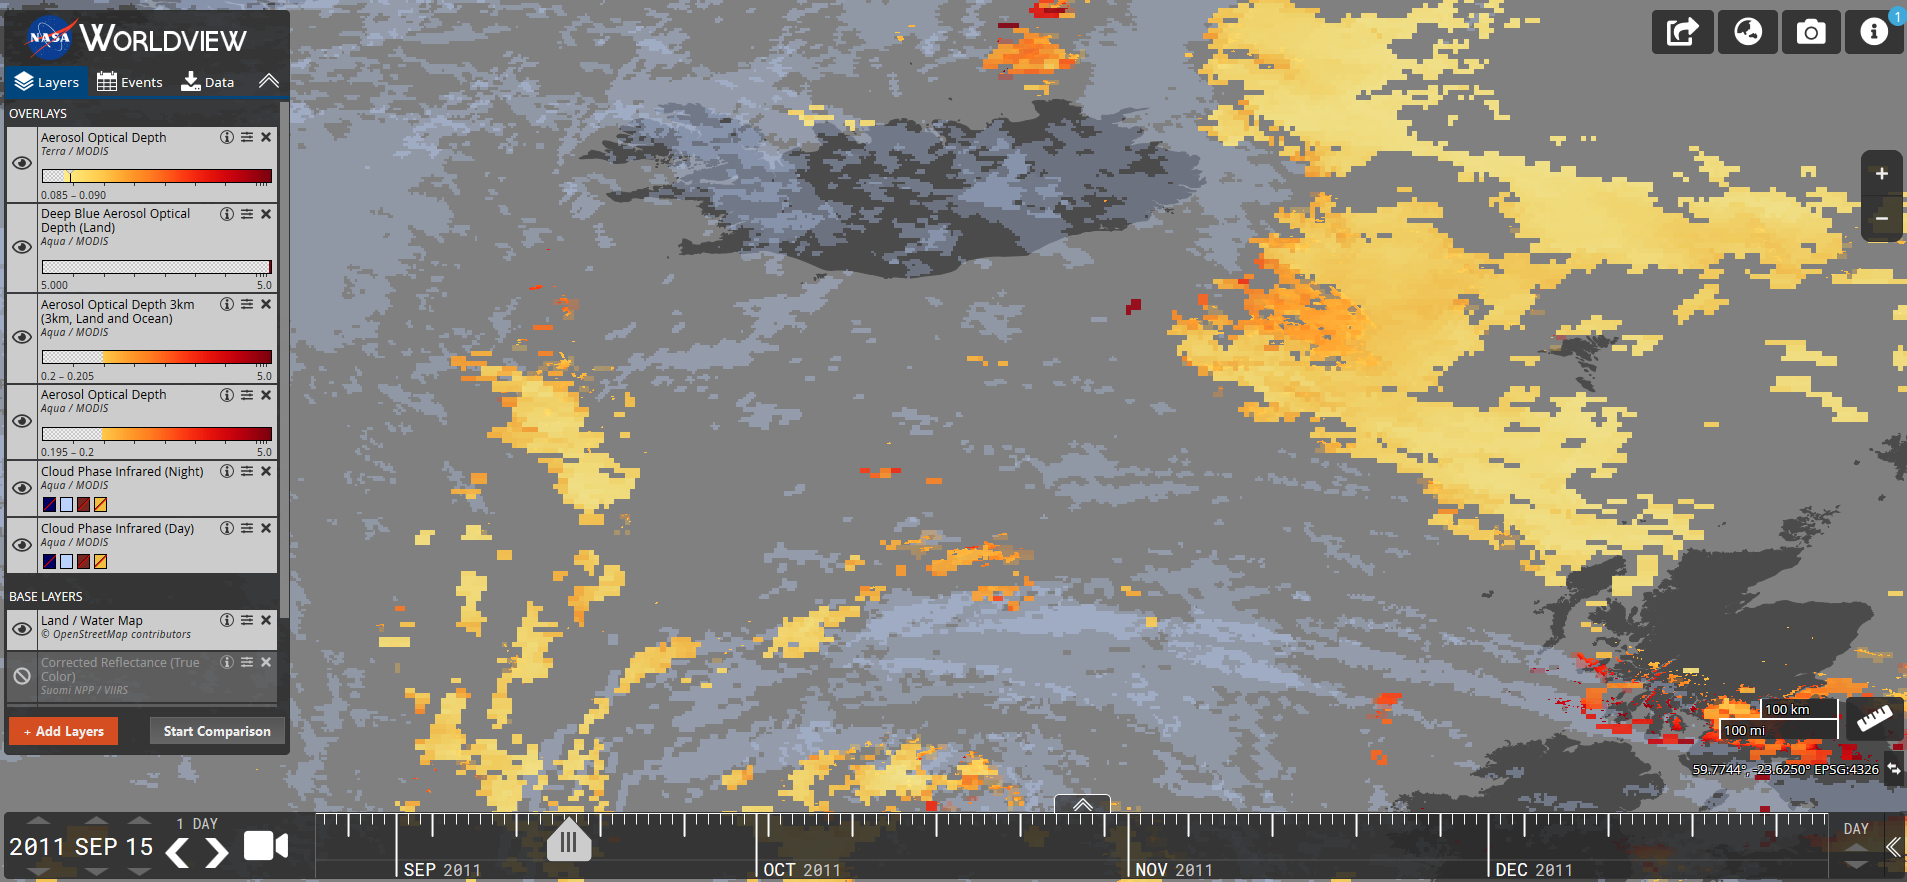 NASA WORLDVIEW
Layers Events Data
OVERLAYS
Aerosol Optical Depth
Terra / MODIS
0.085 – 0.090
Deep Blue Aerosol Optical
Depth (Land)
Aqua / MODIS
5.000 5.0
Aerosol Optical Depth 3km
(3km, Land and Ocean)
Aqua / MODIS
0.2 – 0.205 5.0
Aerosol Optical Depth
Aqua / MODIS
0.195 – 0.2 5.0
Cloud Phase Infrared (Night)
Aqua / MODIS
Cloud Phase Infrared (Day)
Aqua / MODIS
BASE LAYERS
Land / Water Map
© OpenStreetMap contributors
Corrected Reflectance (True
Color)
Suomi NPP / VIIRS
+ Add Layers Start Comparison
1
+
−
100 km
100 mi
59.7744°, -23.6250° EPSG:4326
2011 SEP 15
1 DAY
SEP 2011
OCT 2011
NOV 2011
DEC 2011
DAY